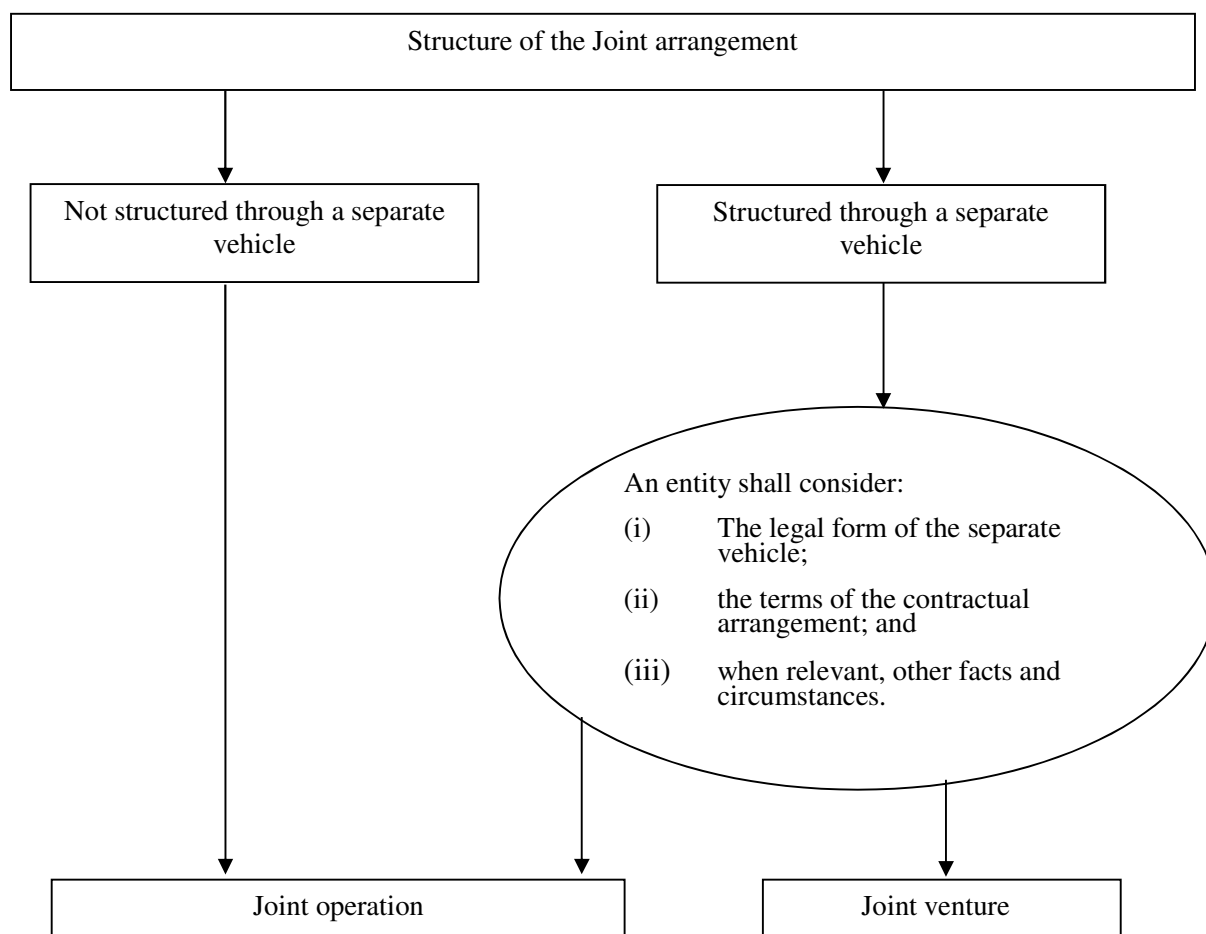 Structure of the Joint arrangement
Not structured through a separate
vehicle
Structured through a separate
vehicle
An entity shall consider:
(i) The legal form of the separate
vehicle;
(ii) the terms of the contractual
arrangement; and
(iii) when relevant, other facts and
circumstances.
Joint operation
Joint venture